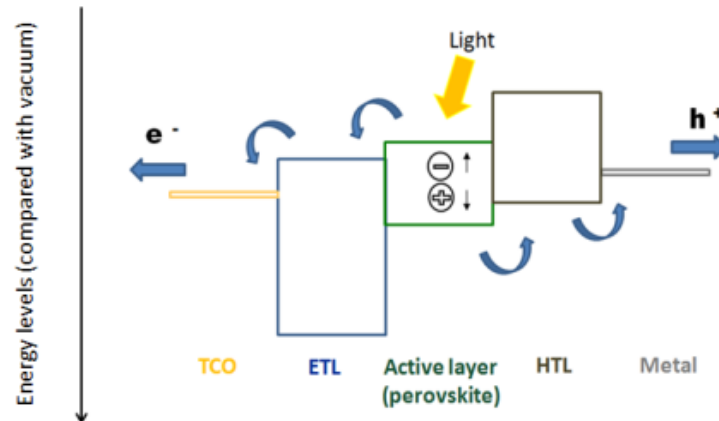 Energy levels (compared with vacuum)
Light
e -
h +
TCO
ETL
Active layer
(perovskite)
HTL
Metal